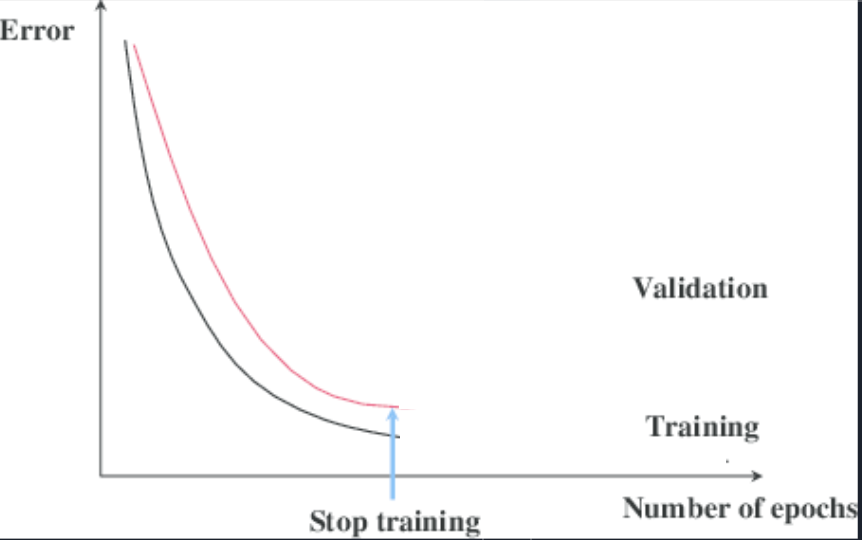 Error
Validation
Training
Number of epochs
Stop training